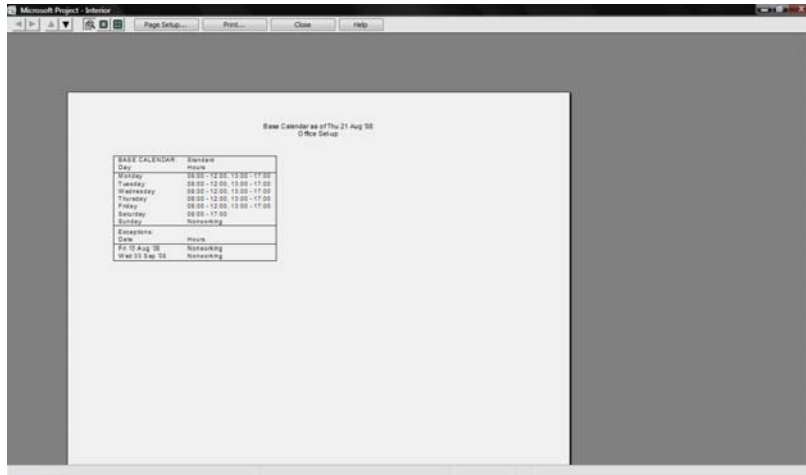 Microsoft Project - Interior
Page Setup... Print... Close Help
Base Calendar as of Thu 21 Aug '08
Office Set-up
BASE CALENDAR: Standard
Day Hours
Monday 08:00 - 12:00, 13:00 - 17:00
Tuesday 08:00 - 12:00, 13:00 - 17:00
Wednesday 08:00 - 12:00, 13:00 - 17:00
Thursday 08:00 - 12:00, 13:00 - 17:00
Friday 08:00 - 12:00, 13:00 - 17:00
Saturday 08:00 - 17:00
Sunday Nonworking
Exceptions:
Date Hours
Fri 15 Aug '08 Nonworking
Wed 03 Sep '08 Nonworking